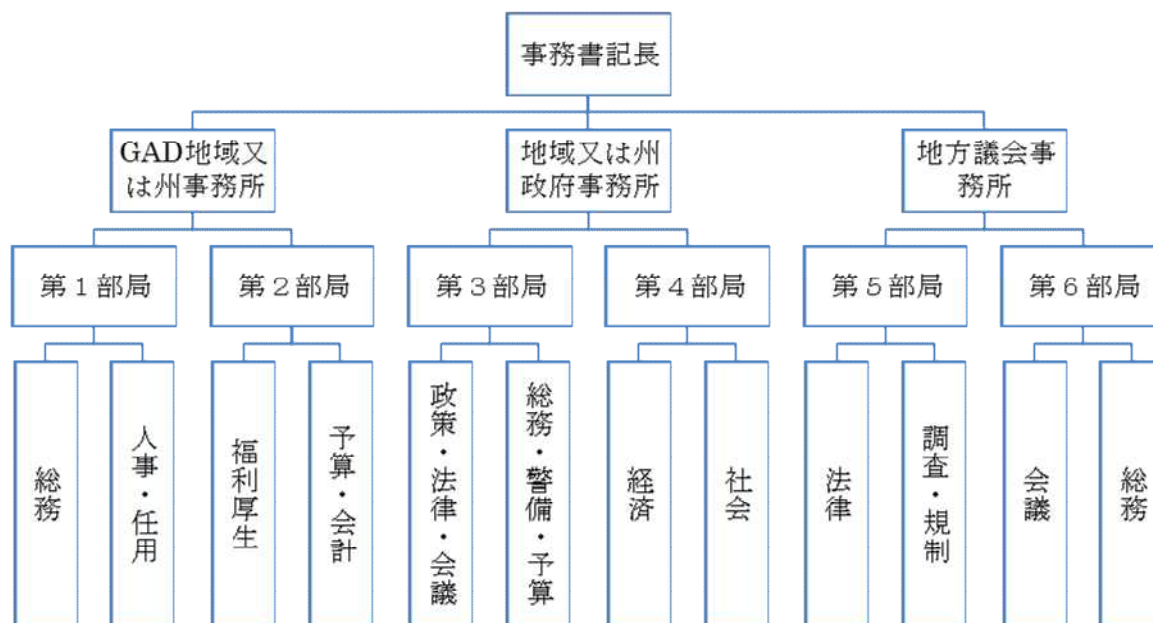 事務書記長
GAD地域又
は州事務所
地域又は州
政府事務所
地方議会事
務所
第１部局
第２部局
第３部局
第４部局
第５部局
第６部局
総務
人事・任用
福利厚生
予算・会計
政策・法律・会議
総務・警備・予算
経済
社会
法律
調査・規制
会議
総務